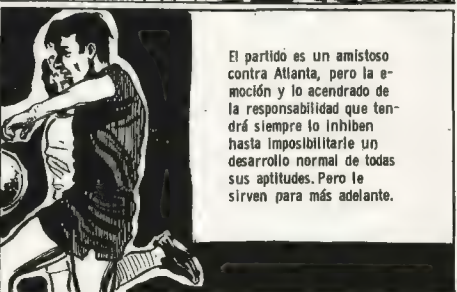 El partido es un amistoso
contra Atlanta, pero la e-
moción y lo acendrado de
la responsabilidad que ten-
drá siempre lo inhiben
hasta imposibilitarle un
desarrollo normal de todas
sus aptitudes. Pero le
sirven para más adelante.